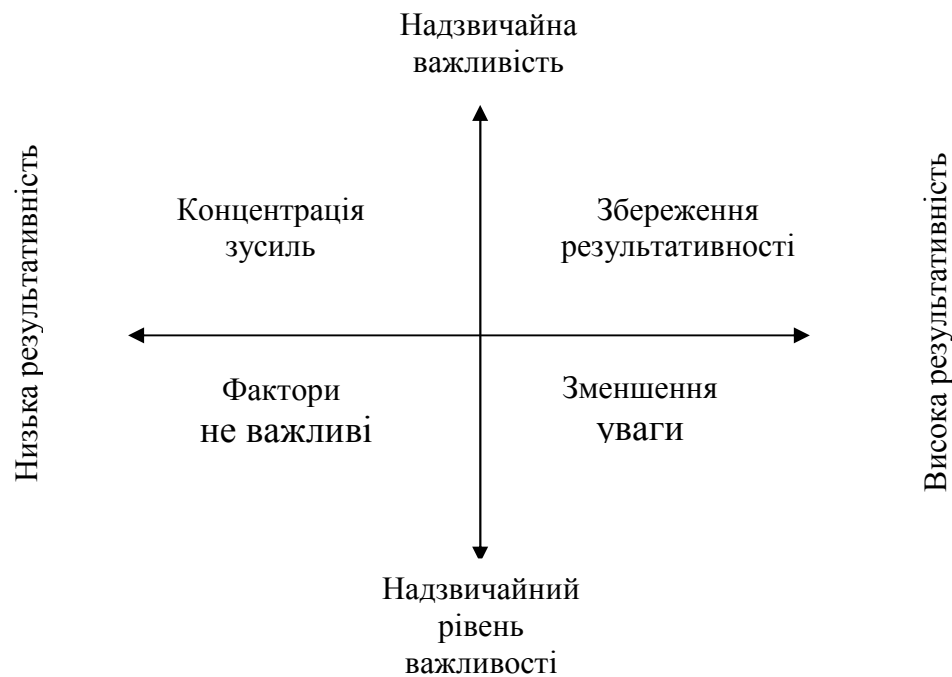 Надзвичайна
важливість
Низька результативність
Концентрація
зусиль
Збереження
результативності
Висока результативність
Фактори
не важливі
Зменшення
уваги
Надзвичайний
рівень
важливості